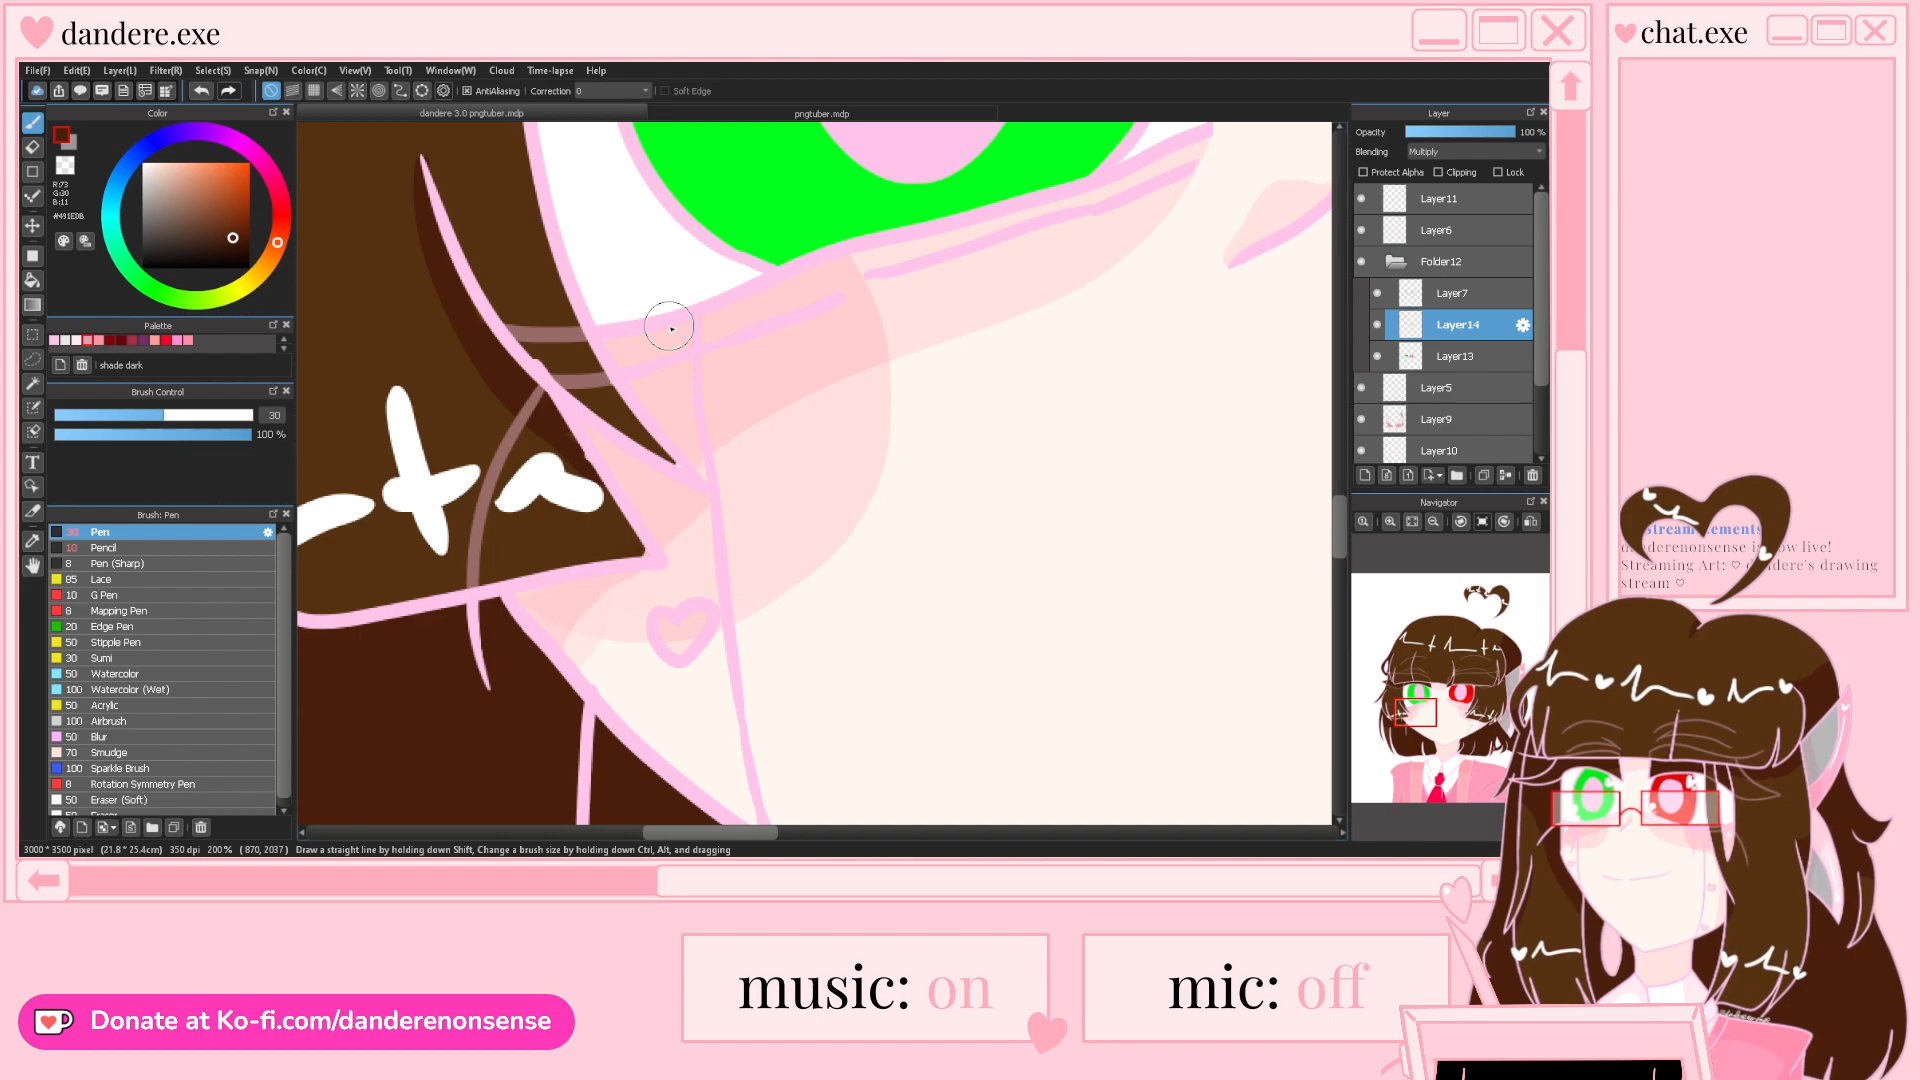 dandere.exe
chat.exe
File(F) Edit(E) Layer(L) Filter(R) Select(S) Snap(N) Color(C) View(V) Tool(T) Window(W) Cloud Time-lapse Help
AntiAliasing Correction 0 Soft Edge
Color
dandere 3.0 pngtuber.mdp
pngtuber.mdp
R:73
G:30
B:11
#491E0B
Palette
shade dark
Brush Control
30
100 %
Brush: Pen
30 Pen
10 Pencil
8 Pen (Sharp)
85 Lace
10 G Pen
8 Mapping Pen
20 Edge Pen
50 Stipple Pen
30 Sumi
50 Watercolor
100 Watercolor (Wet)
50 Acrylic
100 Airbrush
50 Blur
70 Smudge
100 Sparkle Brush
8 Rotation Symmetry Pen
50 Eraser (Soft)
3000 * 3500 pixel (21.8 * 25.4cm) 350 dpi 200 % ( 870, 2037 ) Draw a straight line by holding down Shift, Change a brush size by holding down Ctrl, Alt, and dragging
Layer
Opacity 100 %
Blending Multiply
Protect Alpha Clipping Lock
Layer11
Layer6
Folder12
Layer7
Layer14
Layer13
Layer5
Layer9
Layer10
Navigator
live!
Streaming Art: ♡ drawing
stream ♡
music: on
mic: off
Donate at Ko-fi.com/danderenonsense